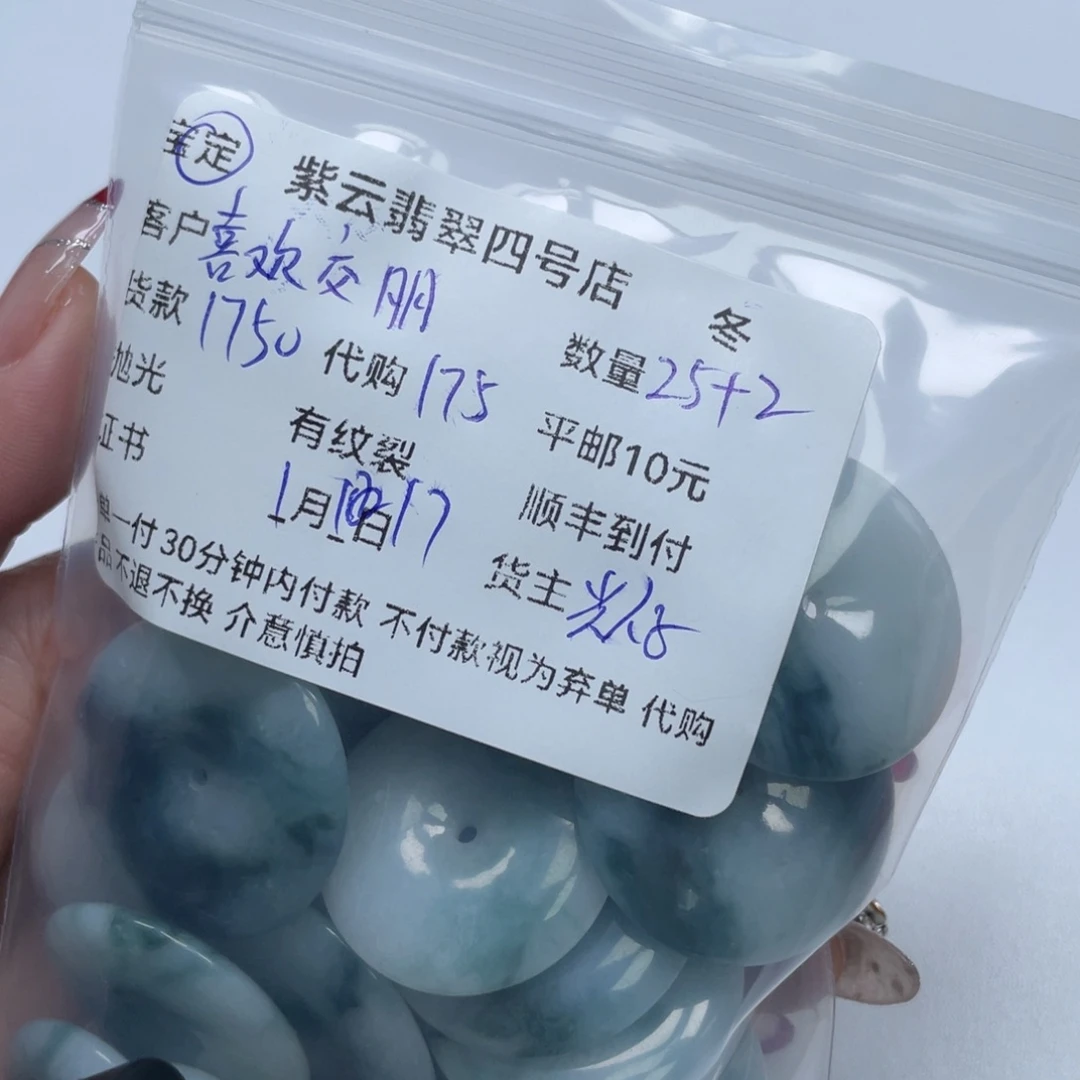 宝定 紫云翡翠四号店 冬
客户喜欢交朋
数量25+2
货款1750 代购175 平邮10元
抛光 有纹裂 顺丰到付
证书 1月 日17 货主
单一付30分钟内付款 不付款视为弃单 代购
品不退不换 介意慎拍